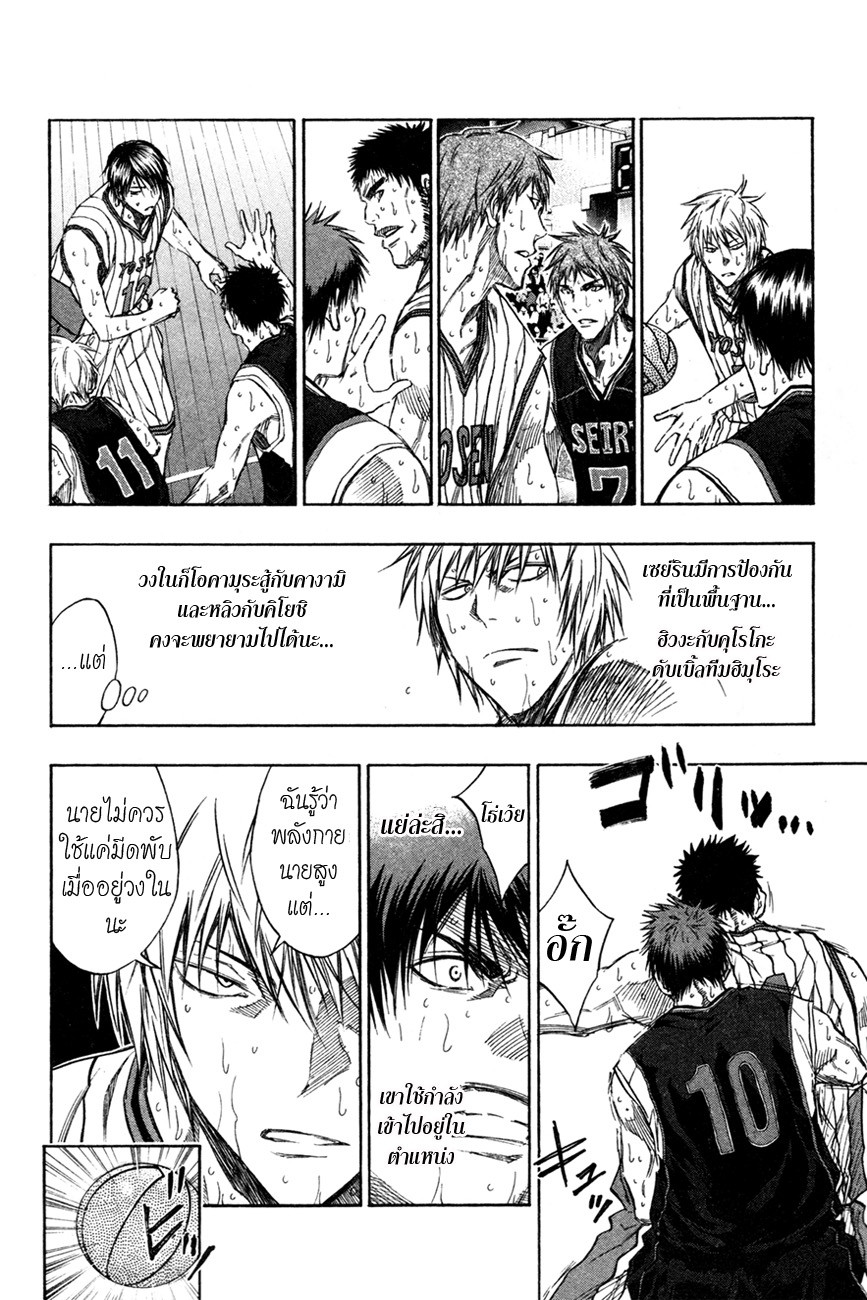 YOSEN
SEIRI
7
YOSEN
12
11
เซย์รินมีการป้องกัน
ที่เป็นพื้นฐาน...
ฮิวงะกับคุโรโกะ
ดับเบิ้ลทีมฮิมุโระ
วงในก็โอคามุระสู้กับคางามิ
และหลิวกับคิโยชิ
คงจะพยายามไปได้นะ...
...แต่
ゴリッ...
อั๊ก
10
ギュッ
โธ่เว้ย
แย่ล่ะสิ...
เขาใช้กำลัง
เข้าไปอยู่ใน
ตำแหน่ง
ฉันรู้ว่า
พลังกาย
นายสูง
แต่...
นายไม่ควร
ใช้แค่มีดพับ
เมื่ออยู่วงใน
นะ
ビッ